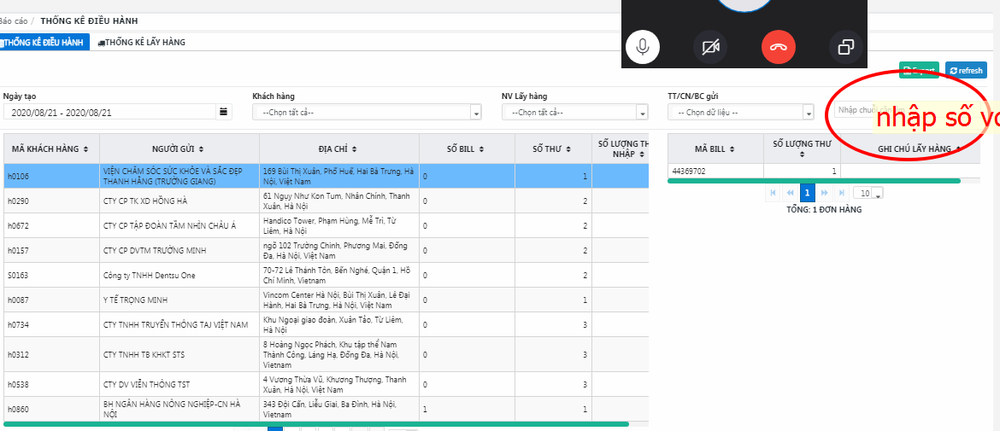 Báo cáo / THỐNG KÊ ĐIỀU HÀNH
THỐNG KÊ ĐIỀU HÀNH THỐNG KÊ LẤY HÀNG
Export refresh
Ngày tạo Khách hàng NV Lấy hàng TT/CN/BC gửi
2020/08/21 - 2020/08/21 --Chọn tất cả-- --Chọn tất cả-- -- Chọn dữ liệu -- Nhập chuỗi
nhập số vo
MÃ KHÁCH HÀNG NGƯỜI GỬI ĐỊA CHỈ SỐ BILL SỐ THƯ SỐ LƯỢNG TH
NHẬP
h0106 VIỆN CHĂM SÓC SỨC KHỎE VÀ SẮC ĐẸP
THANH HẰNG (TRƯỜNG GIANG) 169 Bùi Thị Xuân, Phố Huế, Hai Bà Trưng, Hà
Nội, Việt Nam 0 1
h0290 CTY CP TK XD HỒNG HÀ 61 Ngụy Như Kon Tum, Nhân Chính, Thanh
Xuân, Hà Nội 0 2
h0672 CTY CP TẬP ĐOÀN TẦM NHÌN CHÂU Á Handico Tower, Phạm Hùng, Mễ Trì, Từ
Liêm, Hà Nội 0 2
h0157 CTY CP DVTM TRƯỜNG MINH ngõ 102 Trường Chinh, Phương Mai, Đống
Đa, Hà Nội, Việt Nam 0 2
S0163 Công ty TNHH Dentsu One 70-72 Lê Thánh Tôn, Bến Nghé, Quận 1, Hồ
Chí Minh, Vietnam 0 2
h0087 Y TẾ TRỌNG MINH Vincom Center Hà Nội, Bùi Thị Xuân, Lê Đại
Hành, Hai Bà Trưng, Hà Nội, Việt Nam 0 1
h0734 CTY TNHH TRUYỀN THÔNG TAJ VIỆT NAM Khu Ngoại giao đoàn, Xuân Tảo, Từ Liêm,
Hà Nội 0 3
h0312 CTY TNHH TB KHKT STS 8 Hoàng Ngọc Phách, Khu tập thể Nam
Thành Công, Láng Hạ, Đống Đa, Hà Nội,
Vietnam 0 3
h0538 CTY DV VIỄN THÔNG TST 4 Vương Thừa Vũ, Khương Thượng, Thanh
Xuân, Hà Nội, Việt Nam 0 3
h0860 BH NGÂN HÀNG NÔNG NGHIỆP-CN HÀ
NỘI 343 Đội Cấn, Liễu Giai, Ba Đình, Hà Nội,
Vietnam 1 1
MÃ BILL SỐ LƯỢNG THƯ GHI CHÚ LẤY HÀNG
44369702 1
1 10
TỔNG: 1 ĐƠN HÀNG